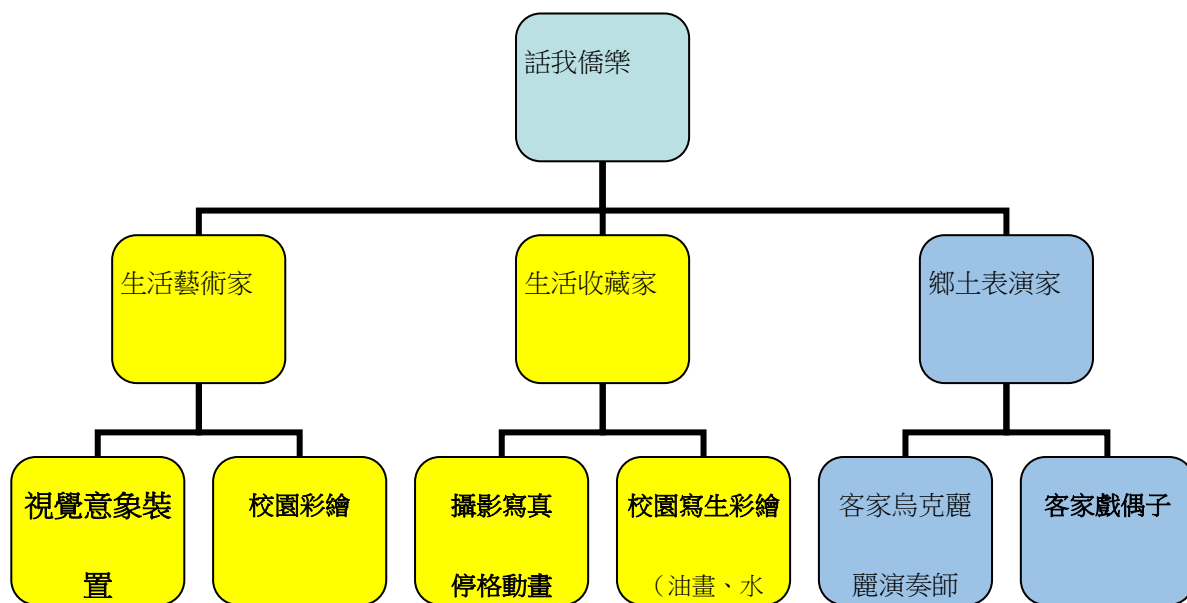 話我僑樂
生活藝術家
生活收藏家
鄉土表演家
視覺意象裝
置
校園彩繪
攝影寫真
停格動畫
校園寫生彩繪
（油畫、水
客家烏克麗
麗演奏師
客家戲偶子